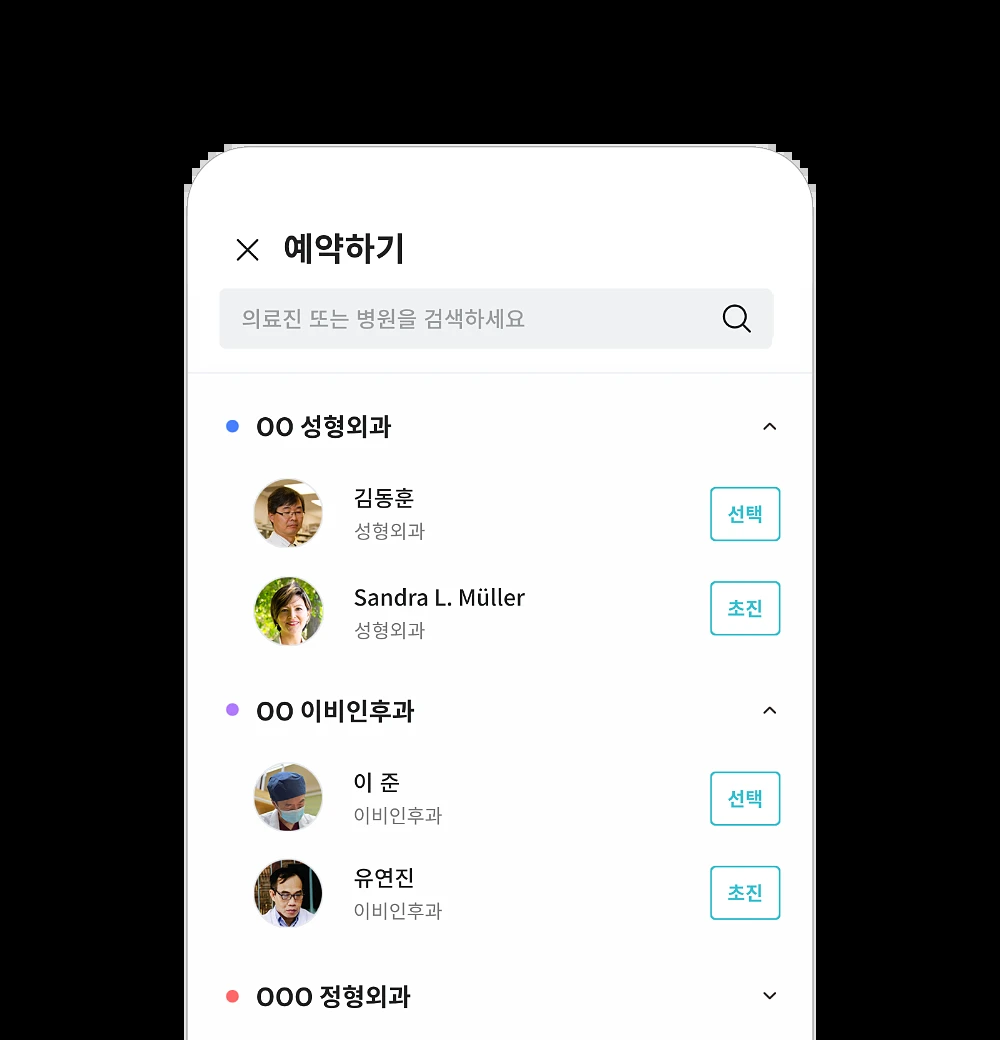 예약하기
의료진 또는 병원을 검색하세요
OO 성형외과
김동훈
성형외과
선택
Sandra L. Müller
성형외과
초진
OO 이비인후과
이 준
이비인후과
선택
유연진
이비인후과
초진
OOO 정형외과